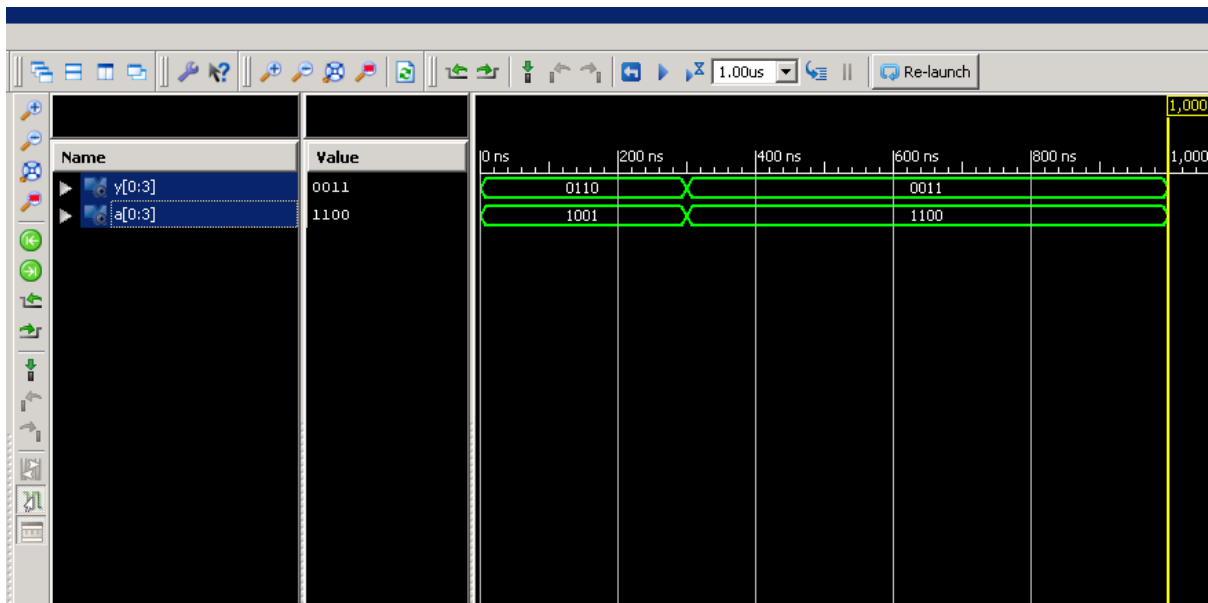 1.00us Re-launch
1,000
Name Value 0 ns 200 ns 400 ns 600 ns 800 ns 1,000
y[0:3] 0011 0110 0011
a[0:3] 1100 1001 1100